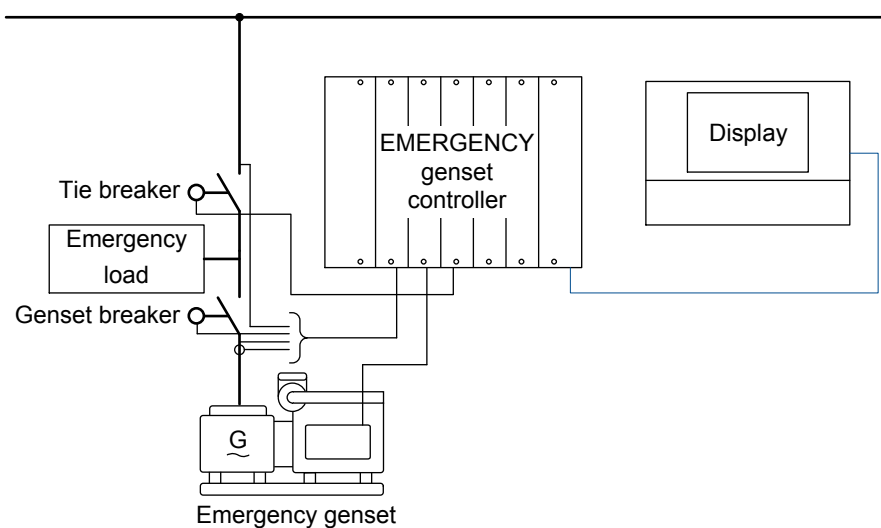 EMERGENCY
genset
controller
Display
Tie breaker
Emergency
load
Genset breaker
G
Emergency genset